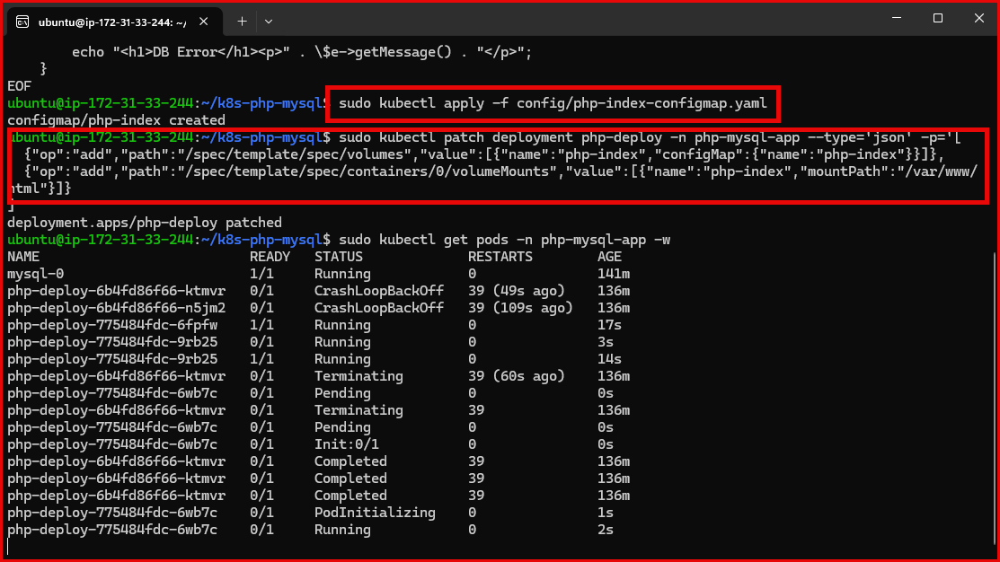 ubuntu@ip-172-31-33-244: ~/
echo "<h1>DB Error</h1><p>" . \$e->getMessage() . "</p>";
}
EOF
ubuntu@ip-172-31-33-244:~/k8s-php-mysql$ sudo kubectl apply -f config/php-index-configmap.yaml
configmap/php-index created
ubuntu@ip-172-31-33-244:~/k8s-php-mysql$ sudo kubectl patch deployment php-deploy -n php-mysql-app --type='json' -p='[
{"op":"add","path":"/spec/template/spec/volumes","value":[{"name":"php-index","configMap":{"name":"php-index"}}]},
{"op":"add","path":"/spec/template/spec/containers/0/volumeMounts","value":[{"name":"php-index","mountPath":"/var/www/
html"}]}
]
deployment.apps/php-deploy patched
ubuntu@ip-172-31-33-244:~/k8s-php-mysql$ sudo kubectl get pods -n php-mysql-app -w
NAME READY STATUS RESTARTS AGE
mysql-0 1/1 Running 0 141m
php-deploy-6b4fd86f66-ktmvr 0/1 CrashLoopBackOff 39 (49s ago) 136m
php-deploy-6b4fd86f66-n5jm2 0/1 CrashLoopBackOff 39 (109s ago) 136m
php-deploy-775484fdc-6fpfw 1/1 Running 0 17s
php-deploy-775484fdc-9rb25 0/1 Running 0 3s
php-deploy-775484fdc-9rb25 1/1 Running 0 14s
php-deploy-6b4fd86f66-ktmvr 0/1 Terminating 39 (60s ago) 136m
php-deploy-775484fdc-6wb7c 0/1 Pending 0 0s
php-deploy-6b4fd86f66-ktmvr 0/1 Terminating 39 136m
php-deploy-775484fdc-6wb7c 0/1 Pending 0 0s
php-deploy-775484fdc-6wb7c 0/1 Init:0/1 0 0s
php-deploy-6b4fd86f66-ktmvr 0/1 Completed 39 136m
php-deploy-6b4fd86f66-ktmvr 0/1 Completed 39 136m
php-deploy-6b4fd86f66-ktmvr 0/1 Completed 39 136m
php-deploy-775484fdc-6wb7c 0/1 PodInitializing 0 1s
php-deploy-775484fdc-6wb7c 0/1 Running 0 2s